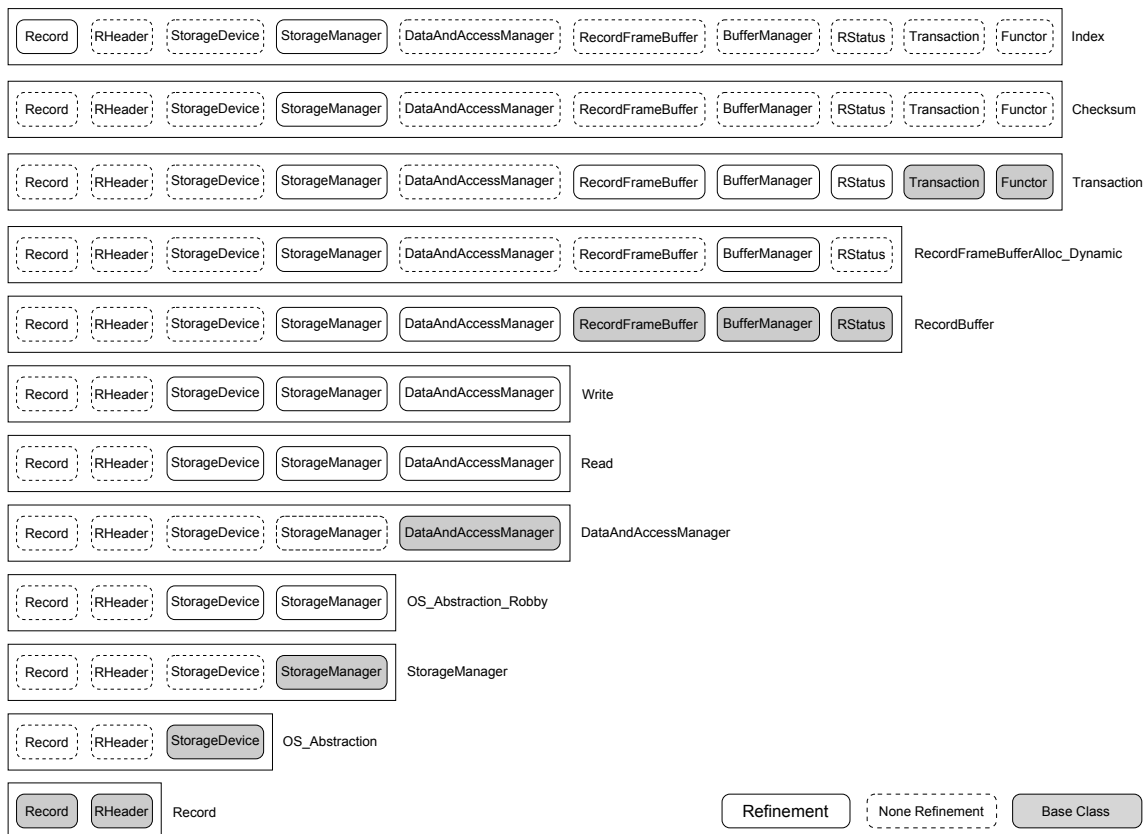 Record RHeader StorageDevice StorageManager DataAndAccessManager RecordFrameBuffer BufferManager RStatus Transaction Functor Index
Record RHeader StorageDevice StorageManager DataAndAccessManager RecordFrameBuffer BufferManager RStatus Transaction Functor Checksum
Record RHeader StorageDevice StorageManager DataAndAccessManager RecordFrameBuffer BufferManager RStatus Transaction Functor Transaction
Record RHeader StorageDevice StorageManager DataAndAccessManager RecordFrameBuffer BufferManager RStatus RecordFrameBufferAlloc_Dynamic
Record RHeader StorageDevice StorageManager DataAndAccessManager RecordFrameBuffer BufferManager RStatus RecordBuffer
Record RHeader StorageDevice StorageManager DataAndAccessManager Write
Record RHeader StorageDevice StorageManager DataAndAccessManager Read
Record RHeader StorageDevice StorageManager DataAndAccessManager DataAndAccessManager
Record RHeader StorageDevice StorageManager OS_Abstraction_Robby
Record RHeader StorageDevice StorageManager StorageManager
Record RHeader StorageDevice OS_Abstraction
Record RHeader Record Refinement None Refinement Base Class